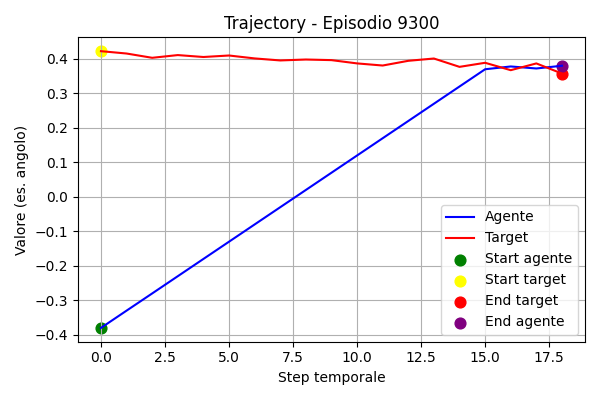 Trajectory - Episodio 9300
Valore (es. angolo)
0.4
0.3
0.2
0.1
0.0
−0.1
−0.2
−0.3
−0.4
Agente
Target
Start agente
Start target
End target
End agente
0.0 2.5 5.0 7.5 10.0 12.5 15.0 17.5
Step temporale